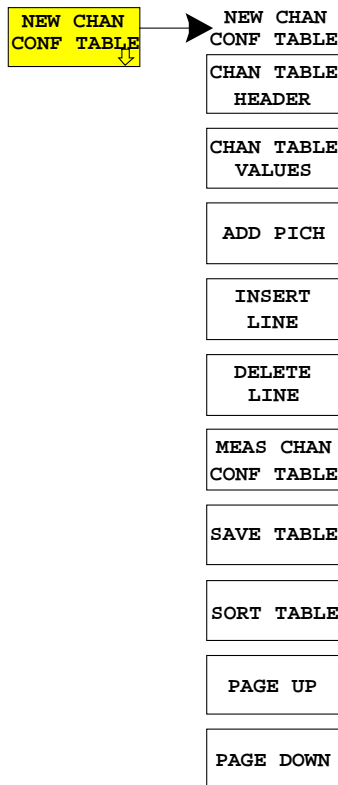 NEW CHAN
CONF TABLE
NEW CHAN
CONF TABLE
CHAN TABLE
HEADER
CHAN TABLE
VALUES
ADD PICH
INSERT
LINE
DELETE
LINE
MEAS CHAN
CONF TABLE
SAVE TABLE
SORT TABLE
PAGE UP
PAGE DOWN